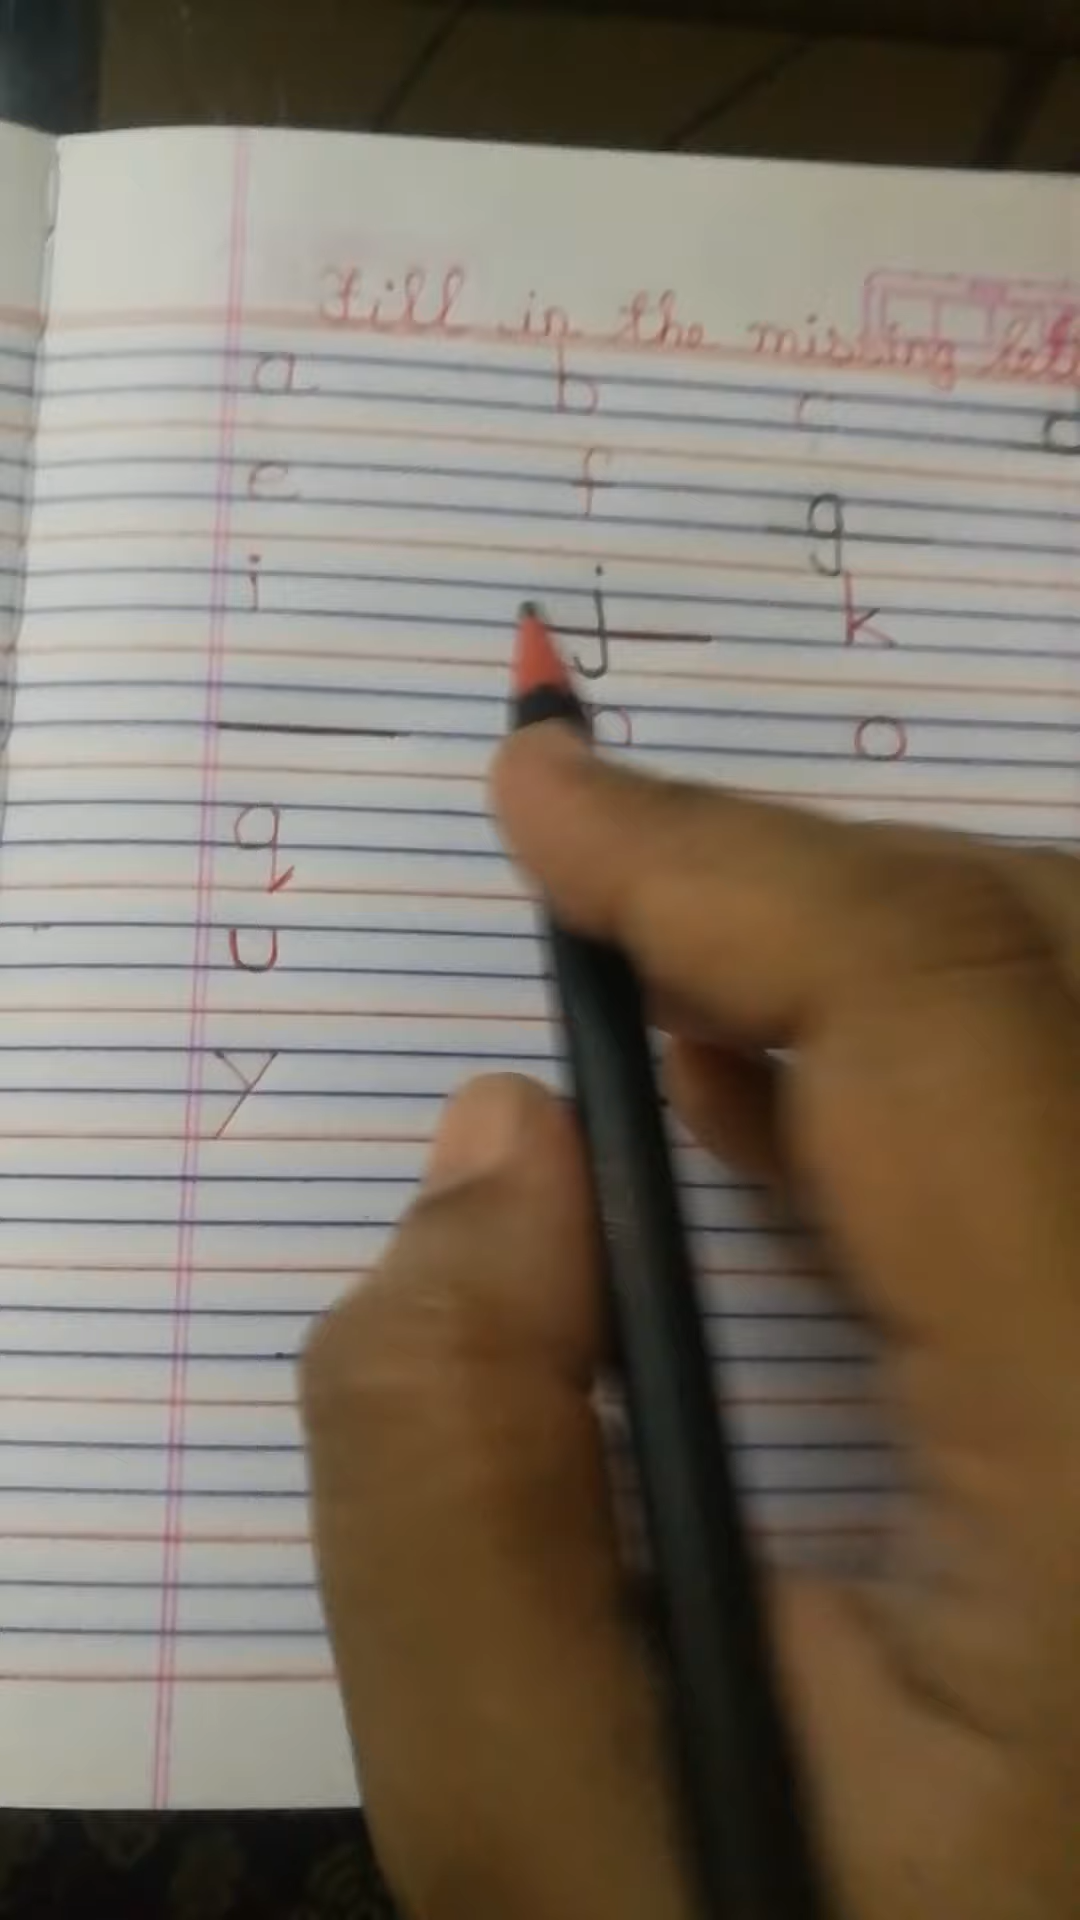 Fill in the missing
a b c d
e f g
i j k
n o
q
u
y